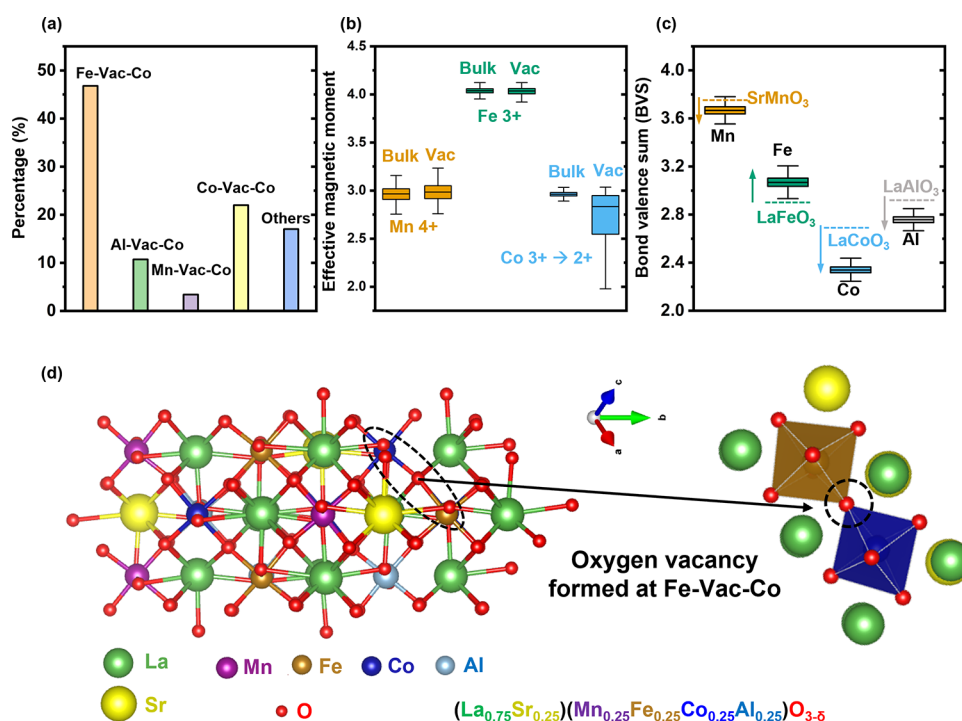 (a)
50
40
30
20
10
0
Percentage (%)
Fe-Vac-Co
Al-Vac-Co
Mn-Vac-Co
Co-Vac-Co
Others
(b)
4.5
4.0
3.5
3.0
2.5
2.0
Effective magnetic moment
Bulk Vac
Fe 3+
Bulk Vac
Mn 4+
Bulk Vac
Co 3+ → 2+
(c)
4.0
3.6
3.2
2.8
2.4
2.0
Bond valence sum (BVS)
SrMnO₃
Mn
Fe
LaFeO₃
LaAlO₃
Al
LaCoO₃
Co
(d)
c
b
a
Oxygen vacancy
formed at Fe-Vac-Co
La Mn Fe Co Al
Sr O
(La₀.₇₅Sr₀.₂₅)(Mn₀.₂₅Fe₀.₂₅Co₀.₂₅Al₀.₂₅)O₃₋δ